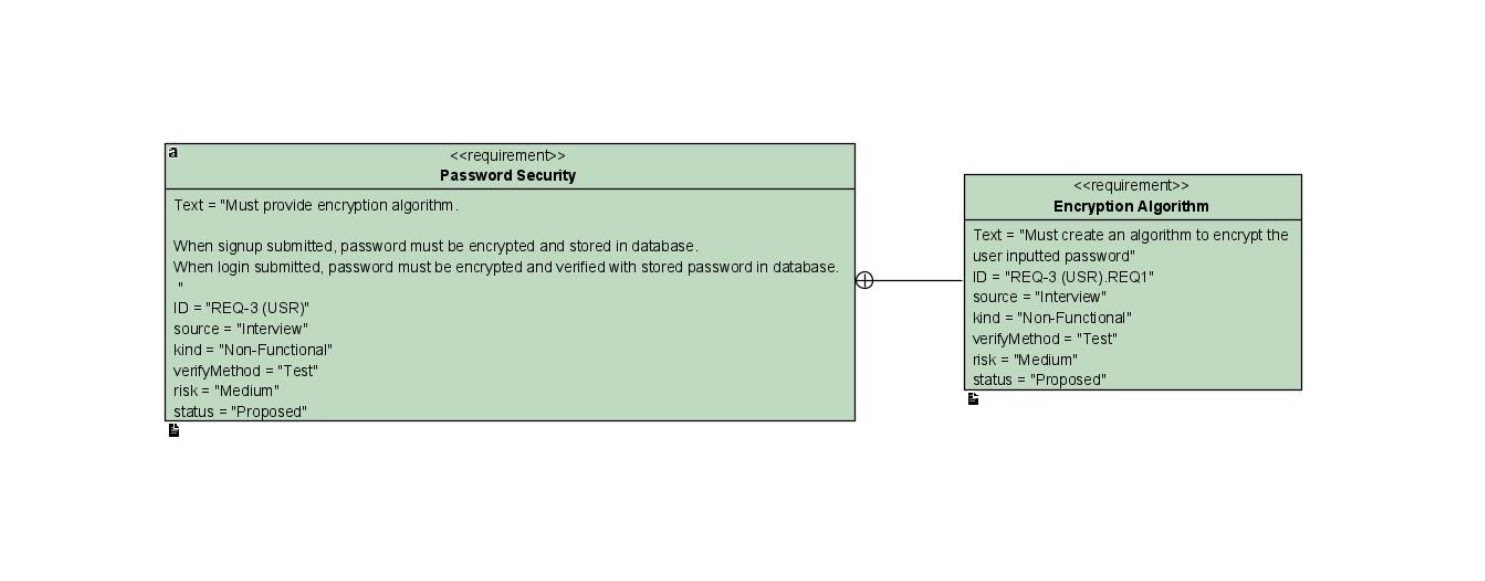 a
<<requirement>>
Password Security
Text = "Must provide encryption algorithm.
When signup submitted, password must be encrypted and stored in database.
When login submitted, password must be encrypted and verified with stored password in database.
"
ID = "REQ-3 (USR)"
source = "Interview"
kind = "Non-Functional"
verifyMethod = "Test"
risk = "Medium"
status = "Proposed"
<<requirement>>
Encryption Algorithm
Text = "Must create an algorithm to encrypt the
user inputted password"
ID = "REQ-3 (USR).REQ1"
source = "Interview"
kind = "Non-Functional"
verifyMethod = "Test"
risk = "Medium"
status = "Proposed"